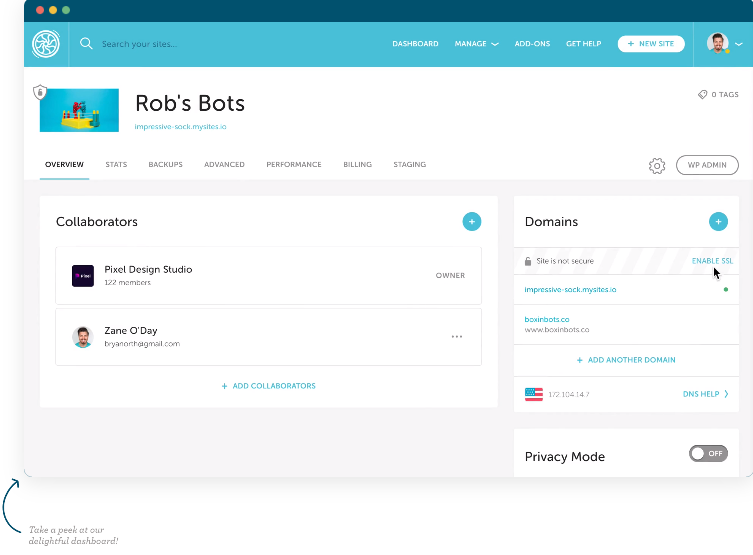 Search your sites...
DASHBOARD
MANAGE
ADD-ONS
GET HELP
+ NEW SITE
Rob's Bots
impressive-sock.mysites.io
0 TAGS
OVERVIEW
STATS
BACKUPS
ADVANCED
PERFORMANCE
BILLING
STAGING
WP ADMIN
Collaborators
+
Pixel Design Studio
122 members
OWNER
Pixel
Zane O'Day
bryanorth@gmail.com
...
+ ADD COLLABORATORS
Domains
+
Site is not secure
ENABLE SSL
impressive-sock.mysites.io
boxinbots.co
www.boxinbots.co
+ ADD ANOTHER DOMAIN
172.104.14.7
DNS HELP
Privacy Mode
OFF
Take a peek at our
delightful dashboard!